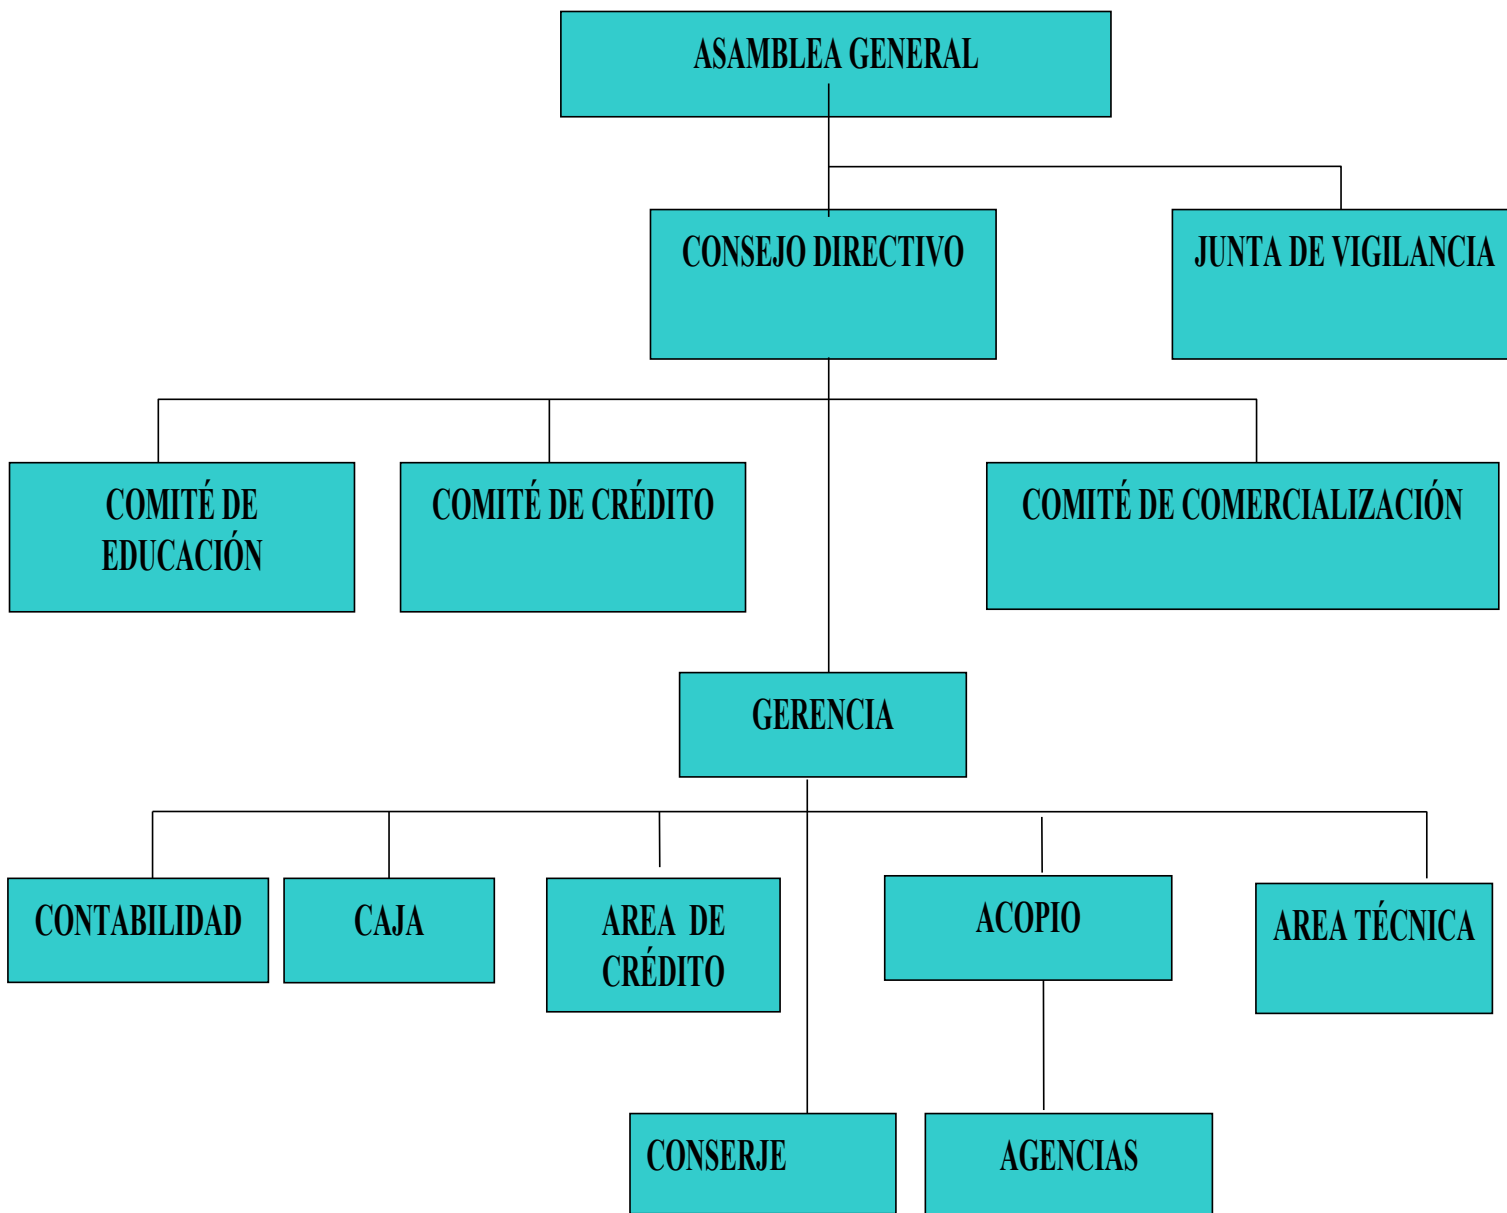 ASAMBLEA GENERAL
CONSEJO DIRECTIVO
JUNTA DE VIGILANCIA
COMITÉ DE
EDUCACIÓN
COMITÉ DE CRÉDITO
COMITÉ DE COMERCIALIZACIÓN
GERENCIA
CONTABILIDAD
CAJA
AREA DE
CRÉDITO
ACOPIO
AREA TÉCNICA
CONSERJE
AGENCIAS